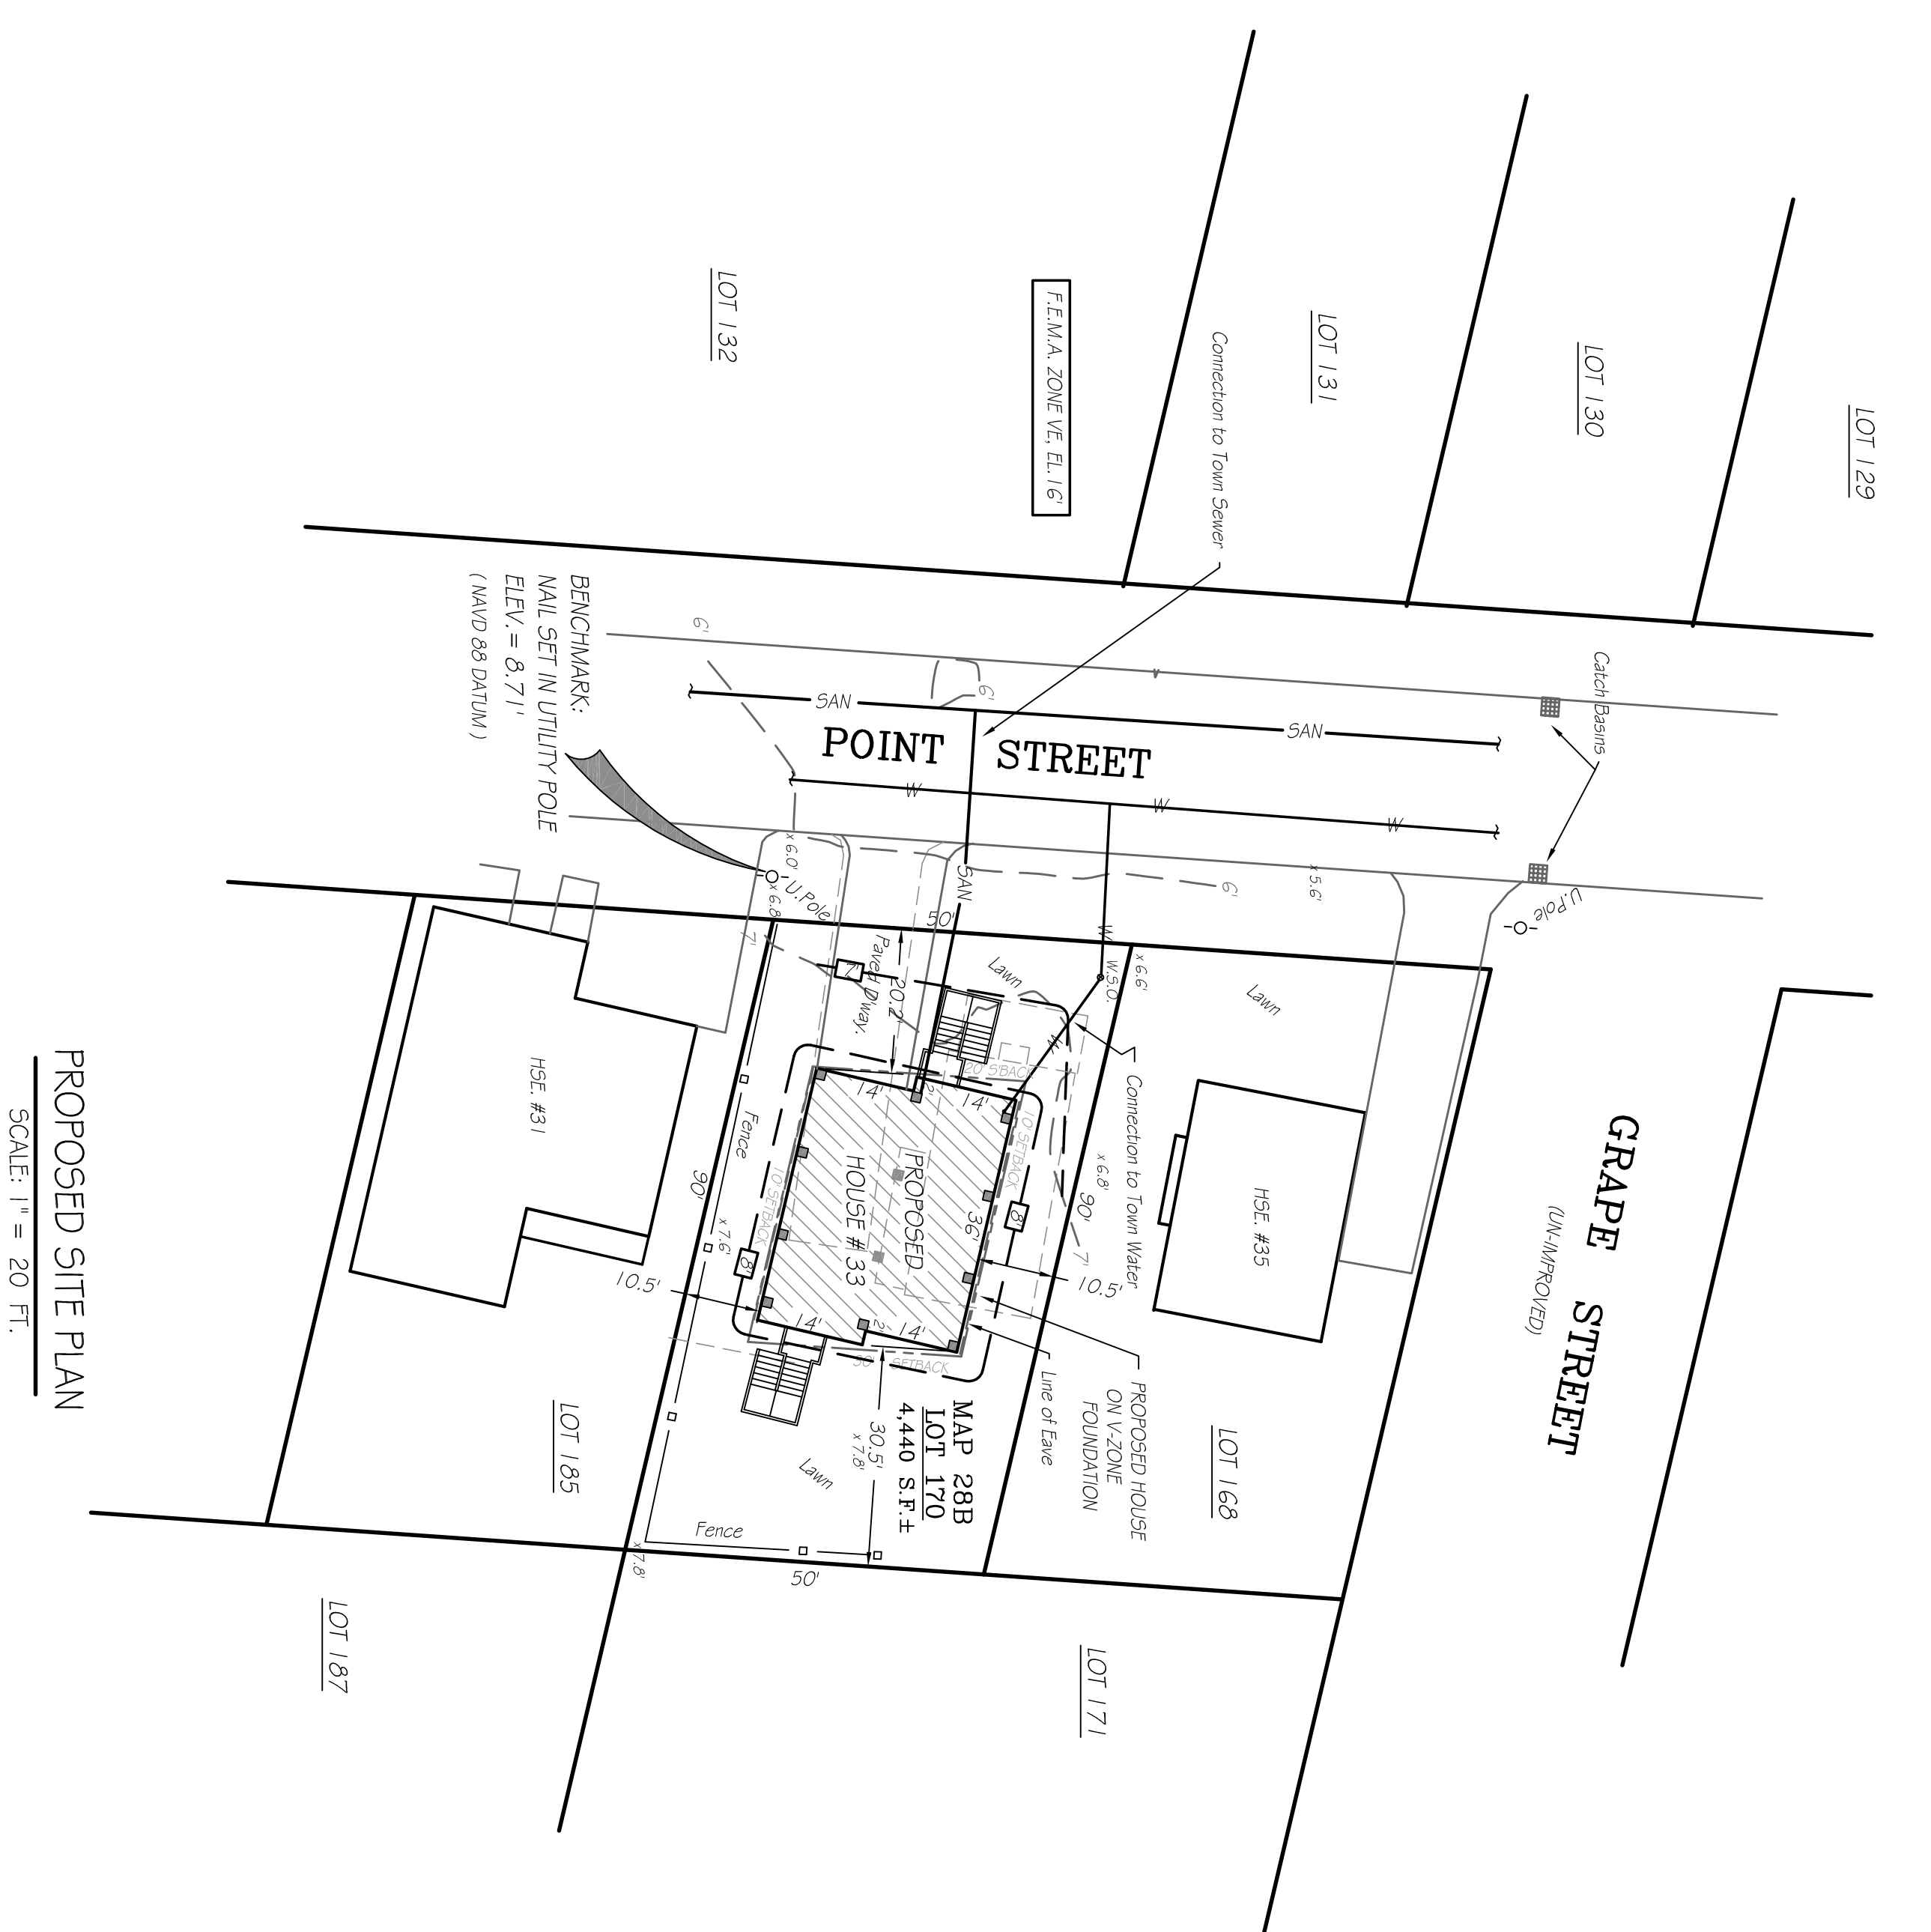 LOT 132
LOT 131
LOT 130
LOT 129
F.E.M.A. ZONE VE, EL. 16'
Connection to Town Sewer
Catch Basins
BENCHMARK:
NAIL SET IN UTILITY POLE
ELEV.= 8.71'
( NAVD 88 DATUM )
6'
6'
SAN
SAN
POINT STREET
W
W
W
x 6.0'
U.Pole
x 6.8'
SAN
6'
x 5.6'
U.Pole
50'
W
W.S.O.
x 6.6'
Lawn
Lawn
7'
7'
Paved D'way.
20.2'
W
20' S'BACK
Connection to Town Water
14'
2'
14'
10' SETBACK
x 6.8'
90'
7'
8'
36'
10.5'
PROPOSED
HOUSE # 33
10' SETBACK
Fence
90'
x 7.6'
8'
10.5'
14'
2'
14'
30' SETBACK
30.5'
x 7.8'
HSE. #31
HSE. #35
GRAPE STREET
(UN-IMPROVED)
PROPOSED HOUSE
ON V-ZONE
FOUNDATION
Line of Eave
MAP 28B
LOT 170
4,440 S.F.±
Lawn
Fence
x 7.8'
50'
LOT 185
LOT 168
LOT 187
LOT 171
PROPOSED SITE PLAN
SCALE: 1" = 20 FT.